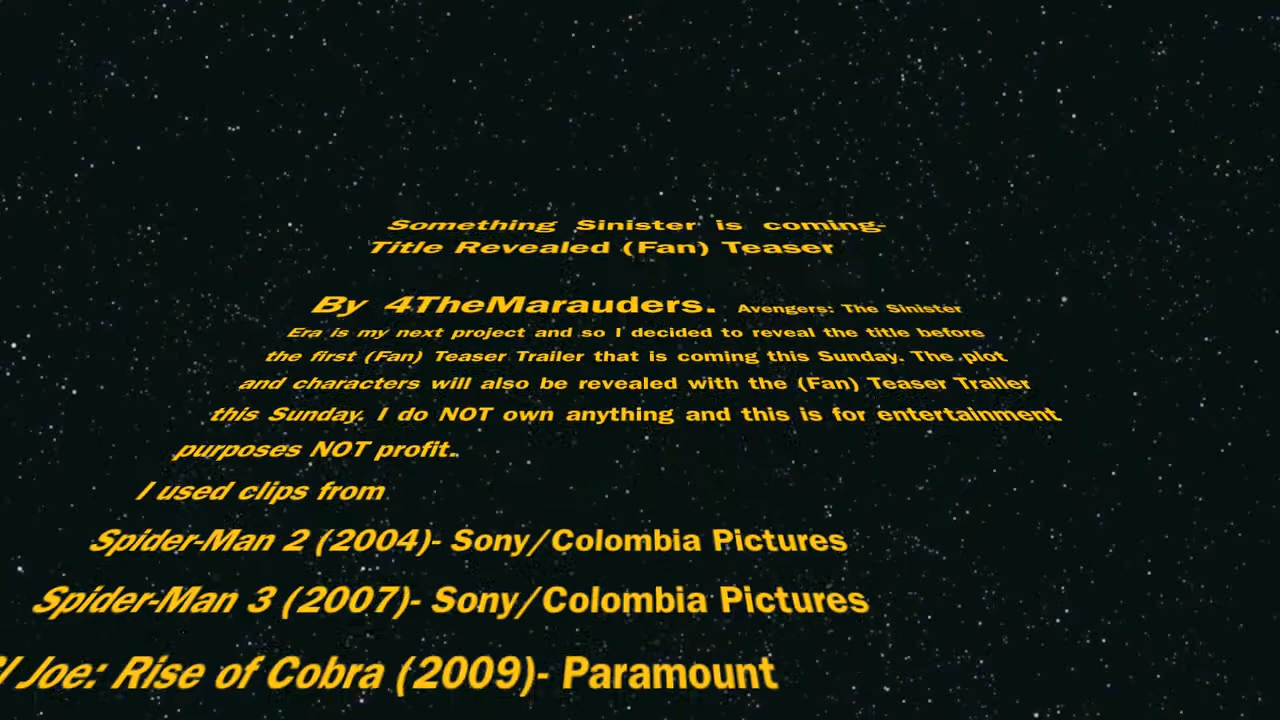 Something Sinister is coming-
Title Revealed (Fan) Teaser
By 4TheMarauders. Avengers: The Sinister
Era is my next project and so I decided to reveal the title before
the first (Fan) Teaser Trailer that is coming this Sunday. The plot
and characters will also be revealed with the (Fan) Teaser Trailer
this Sunday. I do NOT own anything and this is for entertainment
purposes NOT profit.
I used clips from
Spider-Man 2 (2004)- Sony/Colombia Pictures
Spider-Man 3 (2007)- Sony/Colombia Pictures
Joe: Rise of Cobra (2009)- Paramount